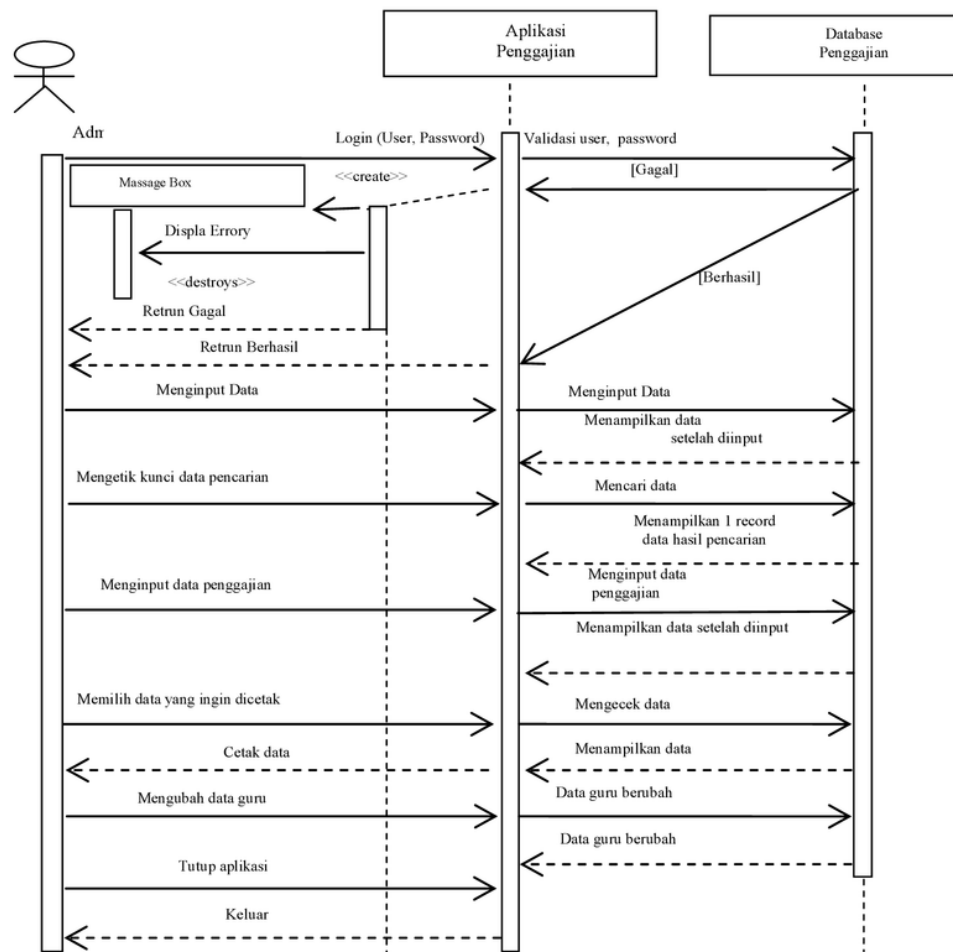 Aplikasi
Penggajian
Database
Penggajian
Adm
Login (User, Password)
Validasi user, password
<<create>>
[Gagal]
Massage Box
Displa Errory
<<destroys>>
[Berhasil]
Retrun Gagal
Retrun Berhasil
Menginput Data
Menginput Data
Menampilkan data
setelah diinput
Mengetik kunci data pencarian
Mencari data
Menampilkan 1 record
data hasil pencarian
Menginput data penggajian
Menginput data
penggajian
Menampilkan data setelah diinput
Memilih data yang ingin dicetak
Mengecek data
Cetak data
Menampilkan data
Mengubah data guru
Data guru berubah
Data guru berubah
Tutup aplikasi
Keluar